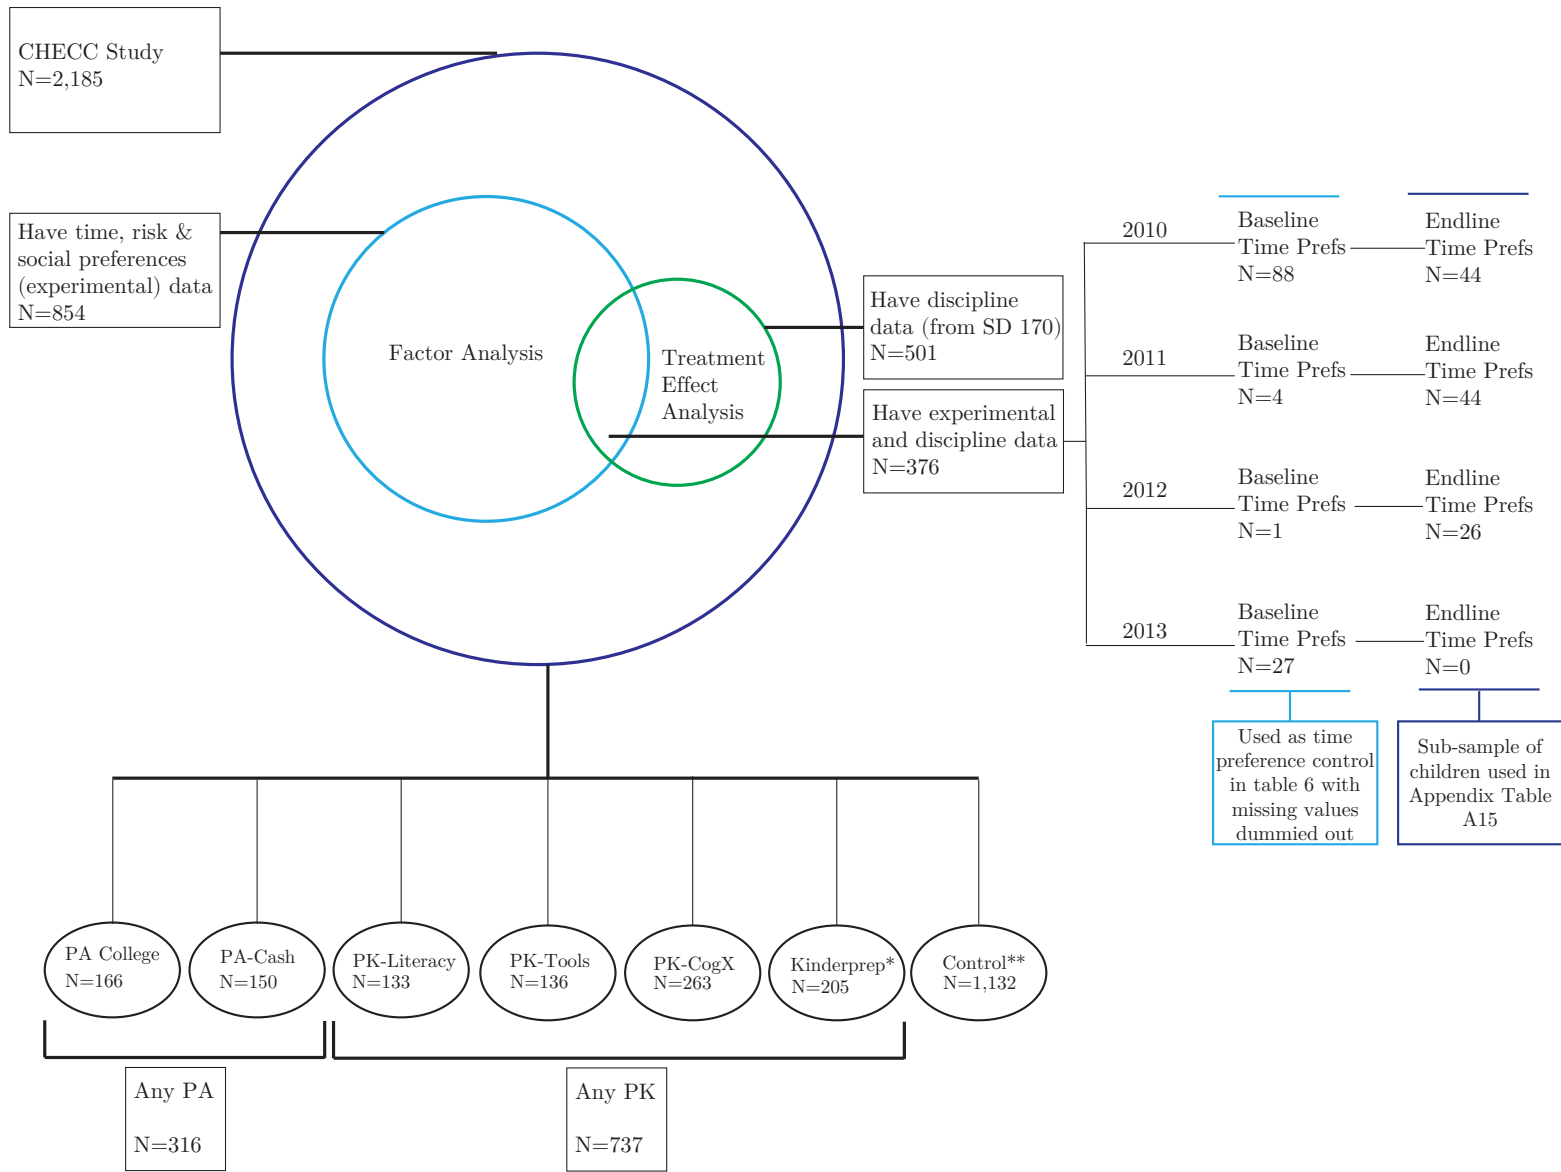 CHECC Study
N=2,185
Have time, risk &
social preferences
(experimental) data
N=854
Factor Analysis
Treatment
Effect
Analysis
Have discipline
data (from SD 170)
N=501
Have experimental
and discipline data
N=376
2010
Baseline
Time Prefs
N=88
Endline
Time Prefs
N=44
2011
Baseline
Time Prefs
N=4
Endline
Time Prefs
N=44
2012
Baseline
Time Prefs
N=1
Endline
Time Prefs
N=26
2013
Baseline
Time Prefs
N=27
Endline
Time Prefs
N=0
Used as time
preference control
in table 6 with
missing values
dummied out
Sub-sample of
children used in
Appendix Table
A15
PA College
N=166
PA-Cash
N=150
PK-Literacy
N=133
PK-Tools
N=136
PK-CogX
N=263
Kinderprep*
N=205
Control**
N=1,132
Any PA
N=316
Any PK
N=737